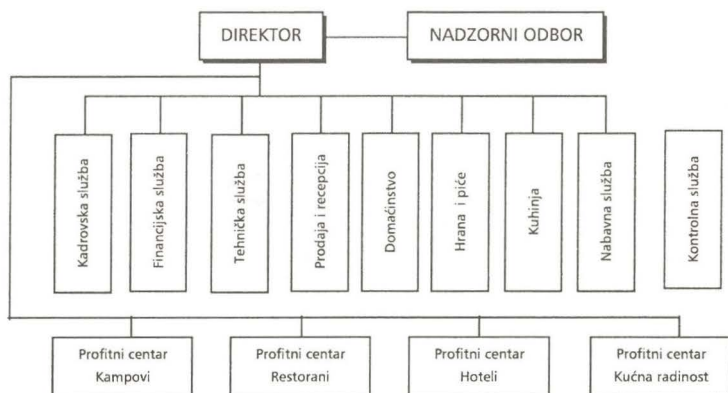 DIREKTOR
NADZORNI ODBOR
Kadrovska služba
Financijska služba
Tehnička služba
Prodaja i recepcija
Domaćinstvo
Hrana i piće
Kuhinja
Nabavna služba
Kontrolna služba
Profitni centar
Kampovi
Profitni centar
Restorani
Profitni centar
Hoteli
Profitni centar
Kućna radinost